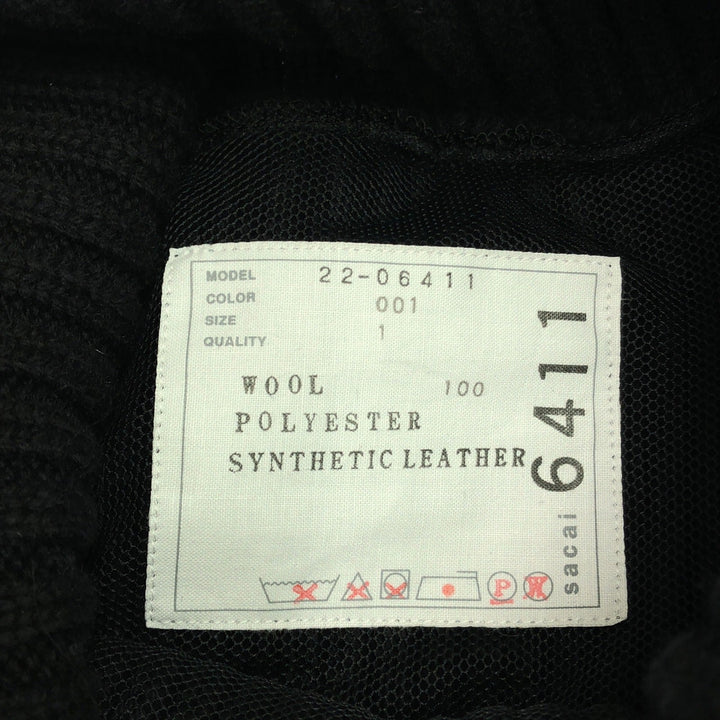 MODEL 22-06411
COLOR 001
SIZE 1
QUALITY
WOOL 100
POLYESTER
SYNTHETIC LEATHER
P W
sacai 6411